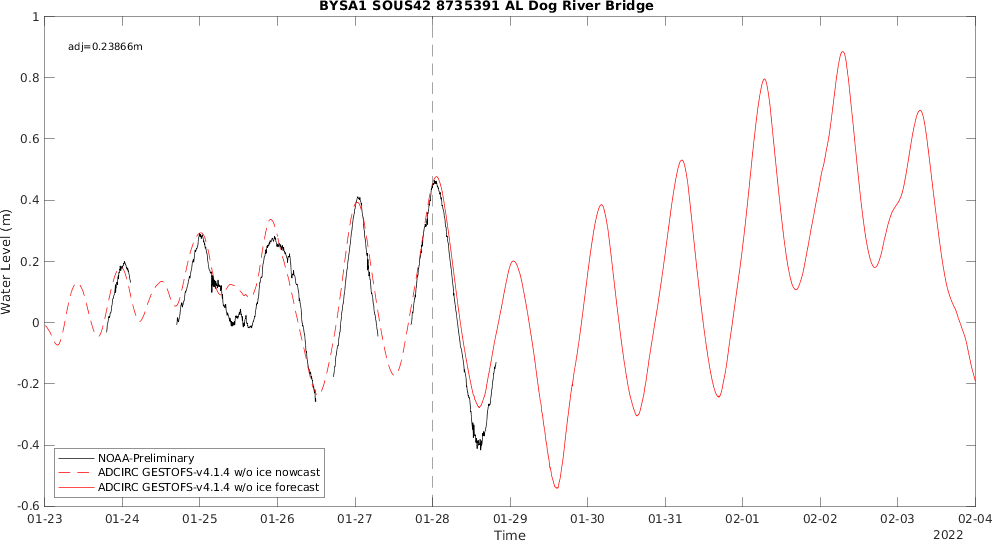 BYSA1 SOUS42 8735391 AL Dog River Bridge
adj=0.23866m
Water Level (m)
1
0.8
0.6
0.4
0.2
0
-0.2
-0.4
-0.6
NOAA-Preliminary
ADCIRC GESTOFS-v4.1.4 w/o ice nowcast
ADCIRC GESTOFS-v4.1.4 w/o ice forecast
01-23 01-24 01-25 01-26 01-27 01-28 01-29 01-30 01-31 02-01 02-02 02-03 02-04
Time
2022